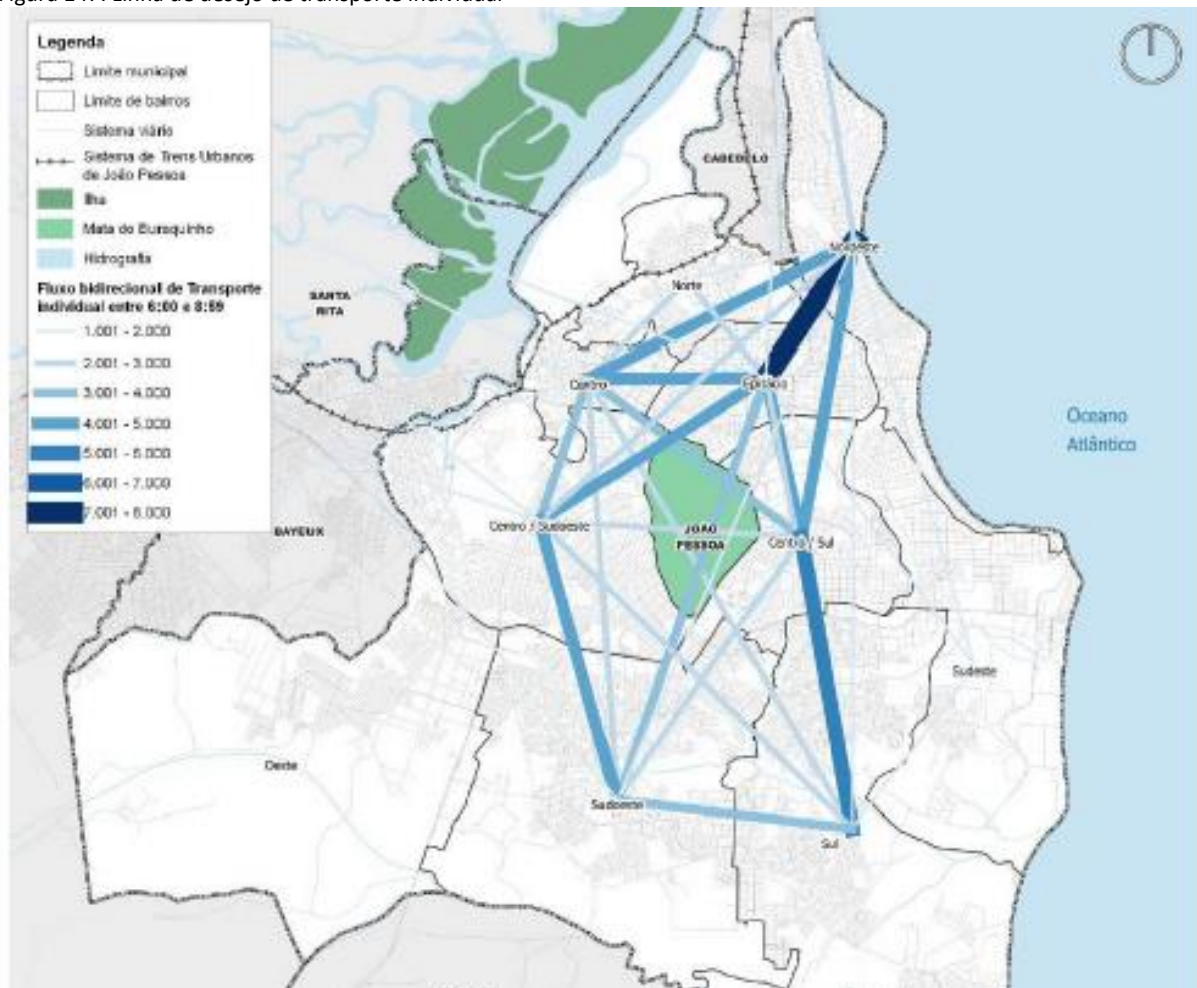 Legenda
Limite municipal
Limite de bairros
Sistema viário
Sistema de Trens Urbanos
de João Pessoa
Ilha
Mata do Buraquinho
Hidrografia
Fluxo bidirecional de Transporte
individual entre 6:00 e 8:59
1.001 - 2.000
2.001 - 3.000
3.001 - 4.000
4.001 - 5.000
5.001 - 6.000
6.001 - 7.000
7.001 - 8.000
CABEDELO
Nordeste
Norte
SANTA
RITA
Centro
Epitácio
Oceano
Atlântico
Centro / Sudoeste
JOÃO
PESSOA
Centro / Sul
BAYEUX
Sudeste
Oeste
Sudoeste
Sul